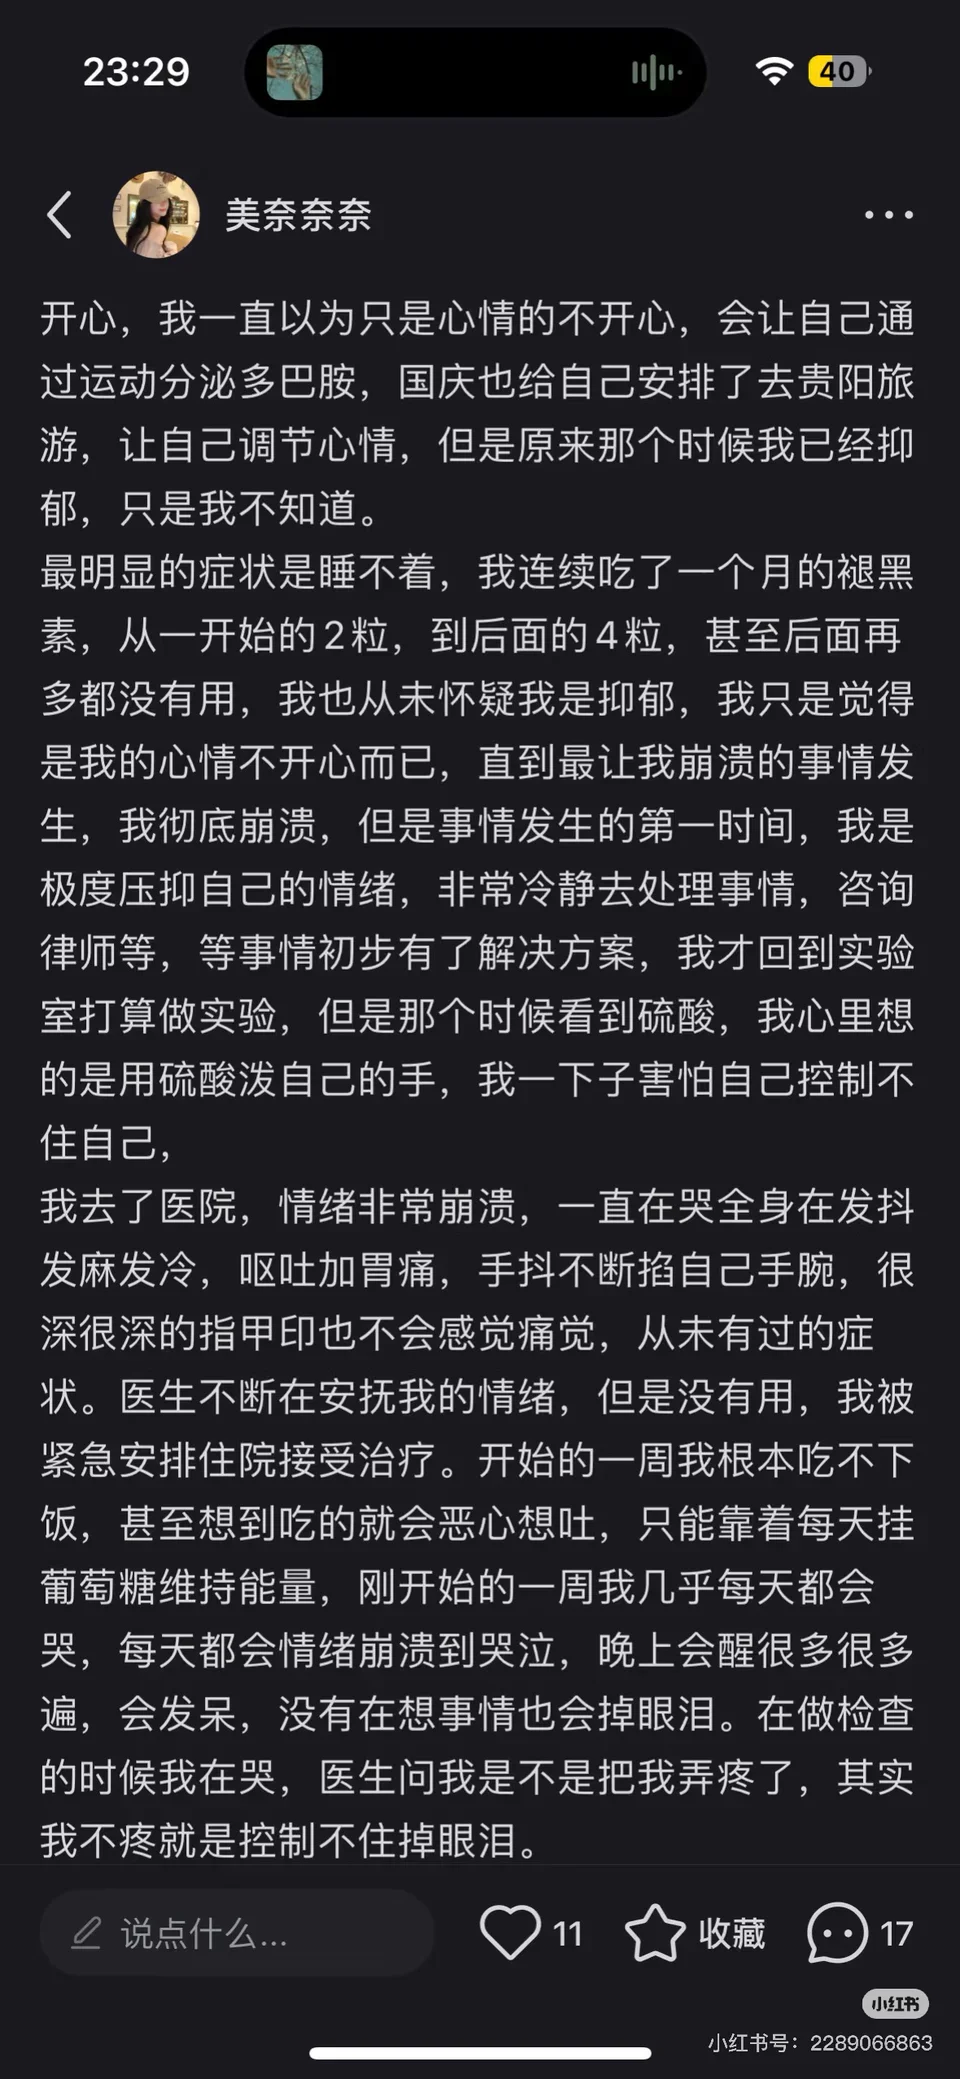 23:29
40
美奈奈奈
开心，我一直以为只是心情的不开心，会让自己通
过运动分泌多巴胺，国庆也给自己安排了去贵阳旅
游，让自己调节心情，但是原来那个时候我已经抑
郁，只是我不知道。
最明显的症状是睡不着，我连续吃了一个月的褪黑
素，从一开始的2粒，到后面的4粒，甚至后面再
多都没有用，我也从未怀疑我是抑郁，我只是觉得
是我的心情不开心而已，直到最让我崩溃的事情发
生，我彻底崩溃，但是事情发生的第一时间，我是
极度压抑自己的情绪，非常冷静去处理事情，咨询
律师等，等事情初步有了解决方案，我才回到实验
室打算做实验，但是那个时候看到硫酸，我心里想
的是用硫酸泼自己的手，我一下子害怕自己控制不
住自己，
我去了医院，情绪非常崩溃，一直在哭全身在发抖
发麻发冷，呕吐加胃痛，手抖不断掐自己手腕，很
深很深的指甲印也不会感觉痛觉，从未有过的症
状。医生不断在安抚我的情绪，但是没有用，我被
紧急安排住院接受治疗。开始的一周我根本吃不下
饭，甚至想到吃的就会恶心想吐，只能靠着每天挂
葡萄糖维持能量，刚开始的一周我几乎每天都会
哭，每天都会情绪崩溃到哭泣，晚上会醒很多很多
遍，会发呆，没有在想事情也会掉眼泪。在做检查
的时候我在哭，医生问我是不是把我弄疼了，其实
我不疼就是控制不住掉眼泪。
说点什么...
11
收藏
17
小红书
小红书号：2289066863